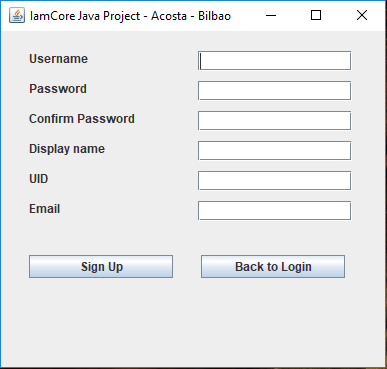 IamCore Java Project - Acosta - Bilbao
Username
Password
Confirm Password
Display name
UID
Email
Sign Up Back to Login